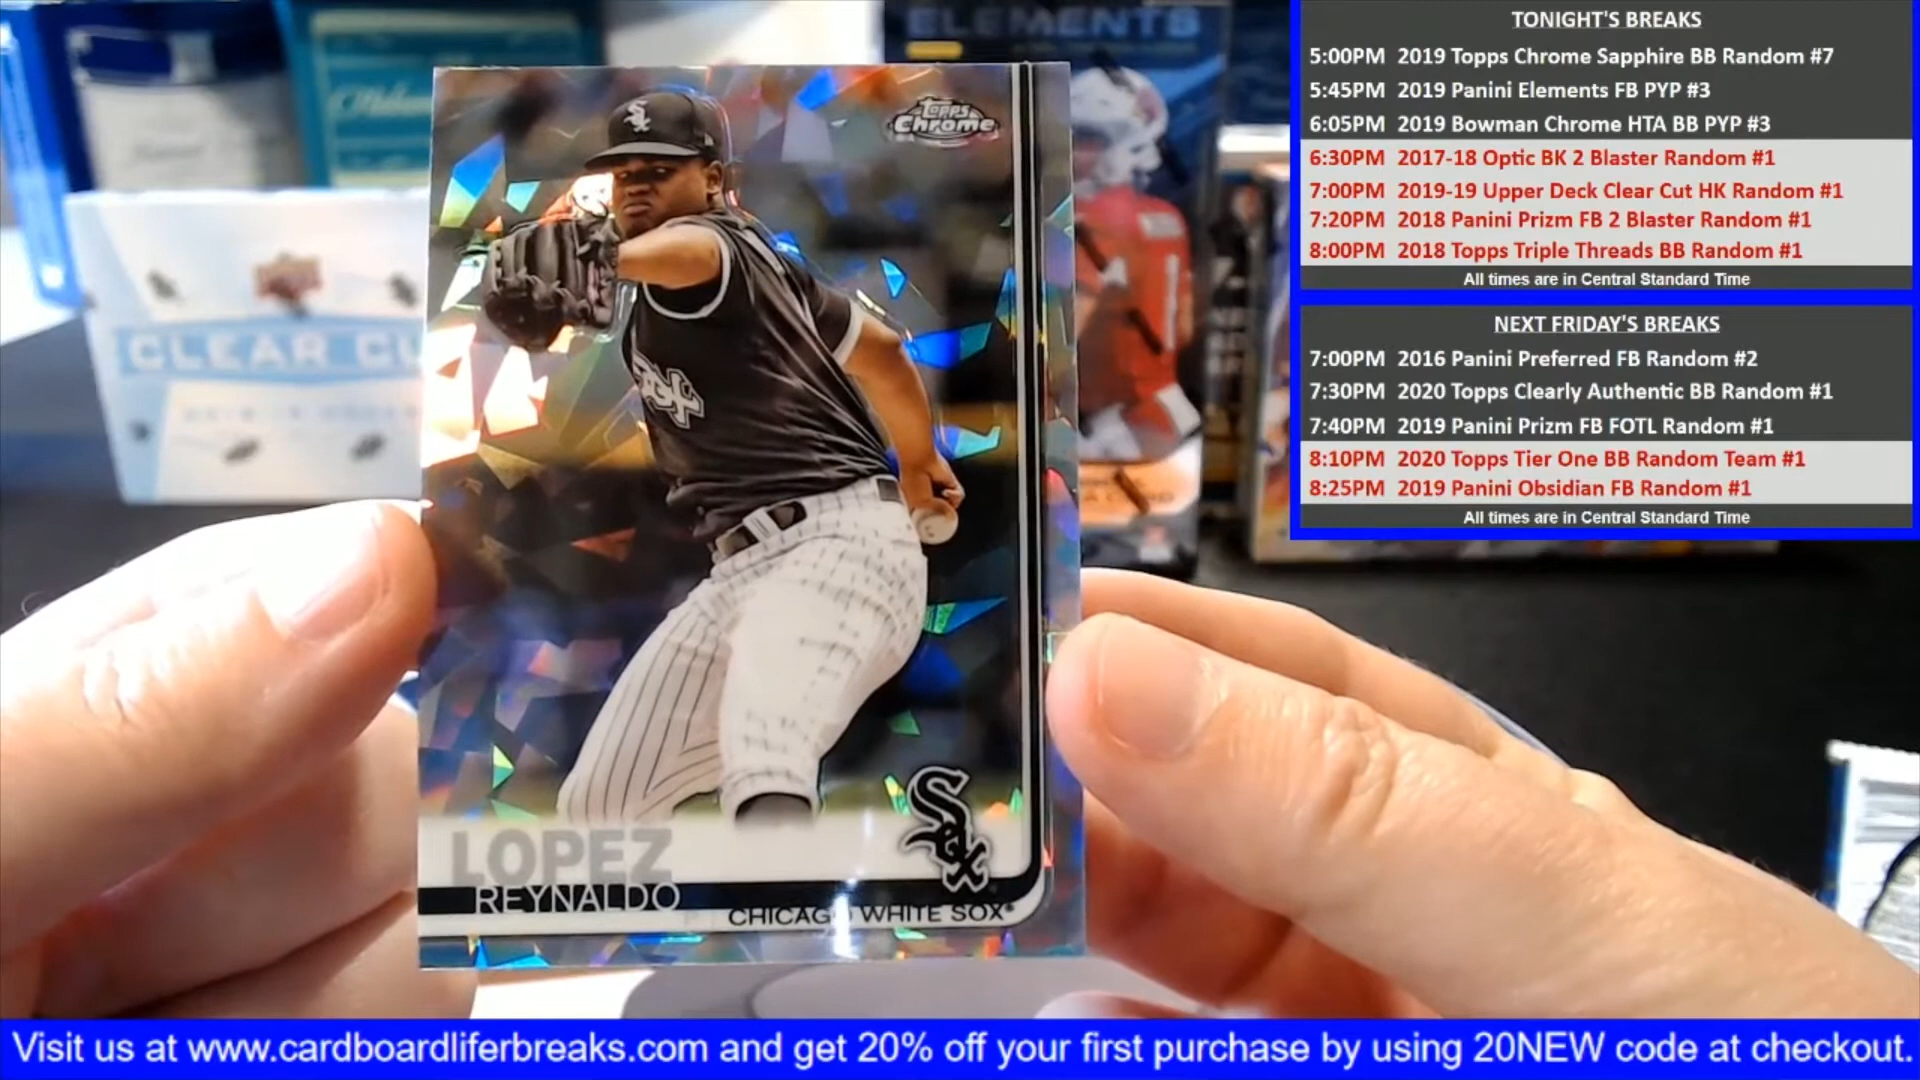 ELEMENTS
Topps
Chrome
CLEAR CU
LOPEZ
REYNALDO
Sox
CHICAGO WHITE SOX
TONIGHT'S BREAKS
5:00PM 2019 Topps Chrome Sapphire BB Random #7
5:45PM 2019 Panini Elements FB PYP #3
6:05PM 2019 Bowman Chrome HTA BB PYP #3
6:30PM 2017-18 Optic BK 2 Blaster Random #1
7:00PM 2019-19 Upper Deck Clear Cut HK Random #1
7:20PM 2018 Panini Prizm FB 2 Blaster Random #1
8:00PM 2018 Topps Triple Threads BB Random #1
All times are in Central Standard Time
NEXT FRIDAY'S BREAKS
7:00PM 2016 Panini Preferred FB Random #2
7:30PM 2020 Topps Clearly Authentic BB Random #1
7:40PM 2019 Panini Prizm FB FOTL Random #1
8:10PM 2020 Topps Tier One BB Random Team #1
8:25PM 2019 Panini Obsidian FB Random #1
All times are in Central Standard Time
Visit us at www.cardboardliferbreaks.com and get 20% off your first purchase by using 20NEW code at checkout.